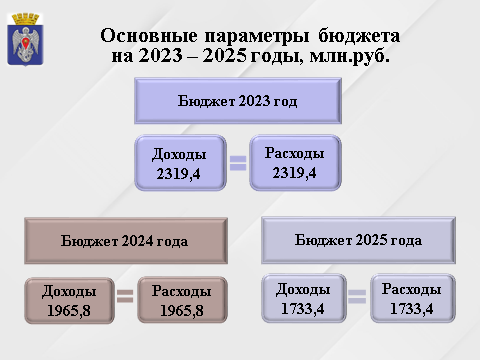 Основные параметры бюджета
на 2023 – 2025 годы, млн.руб.
Бюджет 2023 год
Доходы
2319,4
Расходы
2319,4
Бюджет 2024 года
Доходы
1965,8
Расходы
1965,8
Бюджет 2025 года
Доходы
1733,4
Расходы
1733,4